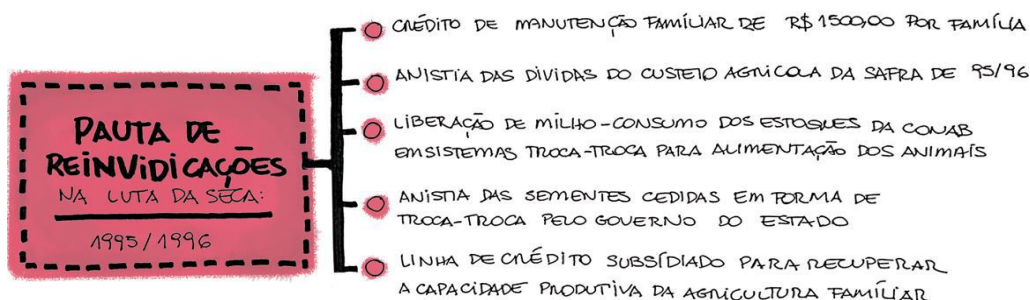 PAUTA DE
REINVIDICAÇÕES
NA LUTA DA SECA:
1995/1996
CRÉDITO DE MANUTENÇÃO FAMÍLIAR DE R$ 1500,00 POR FAMÍLIA
ANISTIA DAS DÍVIDAS DO CUSTEIO AGRICOLA DA SAFRA DE 95/96
LIBERAÇÃO DE MILHO-CONSUMO DOS ESTOQUES DA CONAB
EM SISTEMAS TROCA-TROCA PARA ALIMENTAÇÃO DOS ANIMAIS
ANISTIA DAS SEMENTES CEDIDAS EM FORMA DE
TROCA-TROCA PELO GOVERNO DO ESTADO
LINHA DE CRÉDITO SUBSÍDIADO PARA RECUPERAR
A CAPACIDADE PRODUTIVA DA AGRICULTURA FAMÍLIAR